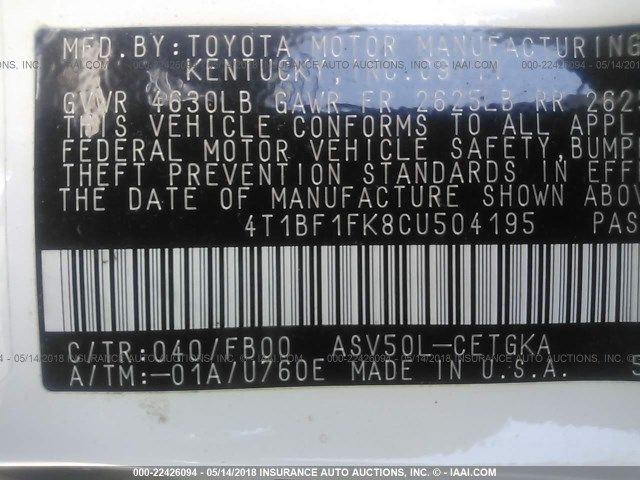 MFD.BY:TOYOTA MOTOR MANUFACTURING
KENTUCKY, INC.
GVWR 4630LB GAWR FR 2625LB RR 2625
THIS VEHICLE CONFORMS TO ALL APPL
FEDERAL MOTOR VEHICLE SAFETY,BUMP
THEFT PREVENTION STANDARDS IN EFFE
THE DATE OF MANUFACTURE SHOWN ABOV
4T1BF1FK8CU504195 PAS
C/TR:040/FB00 ASV50L-CETGKA
A/TM:-01A/U760E MADE IN U.S.A. 5
000-22426094 - 05/14/2018 INSURANCE AUTO AUCTIONS INC. (C) - IAAI.COM